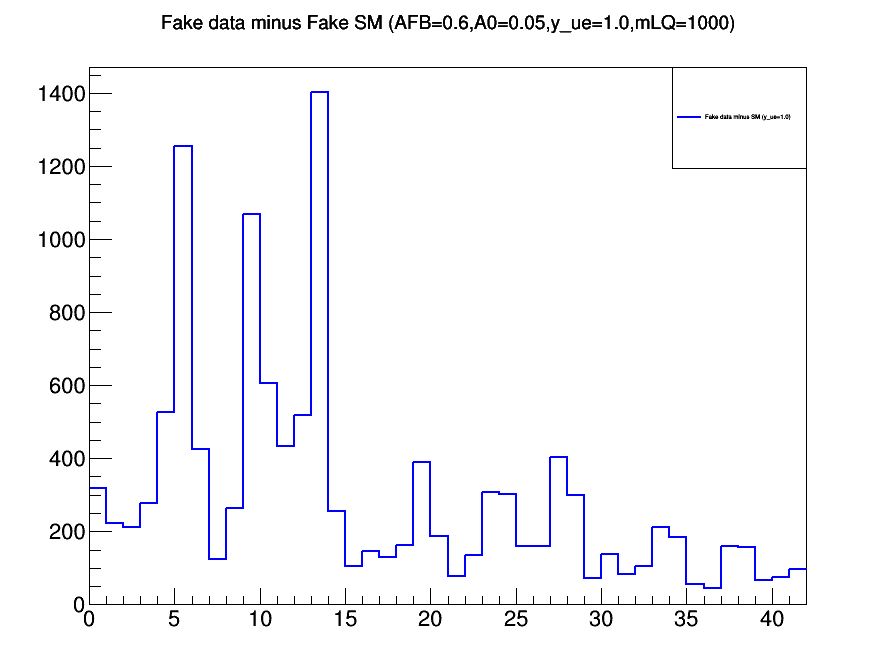 Fake data minus Fake SM (AFB=0.6,A0=0.05,y_ue=1.0,mLQ=1000)
Fake data minus SM (y_ue=1.0)
1400
1200
1000
800
600
400
200
0
0 5 10 15 20 25 30 35 40